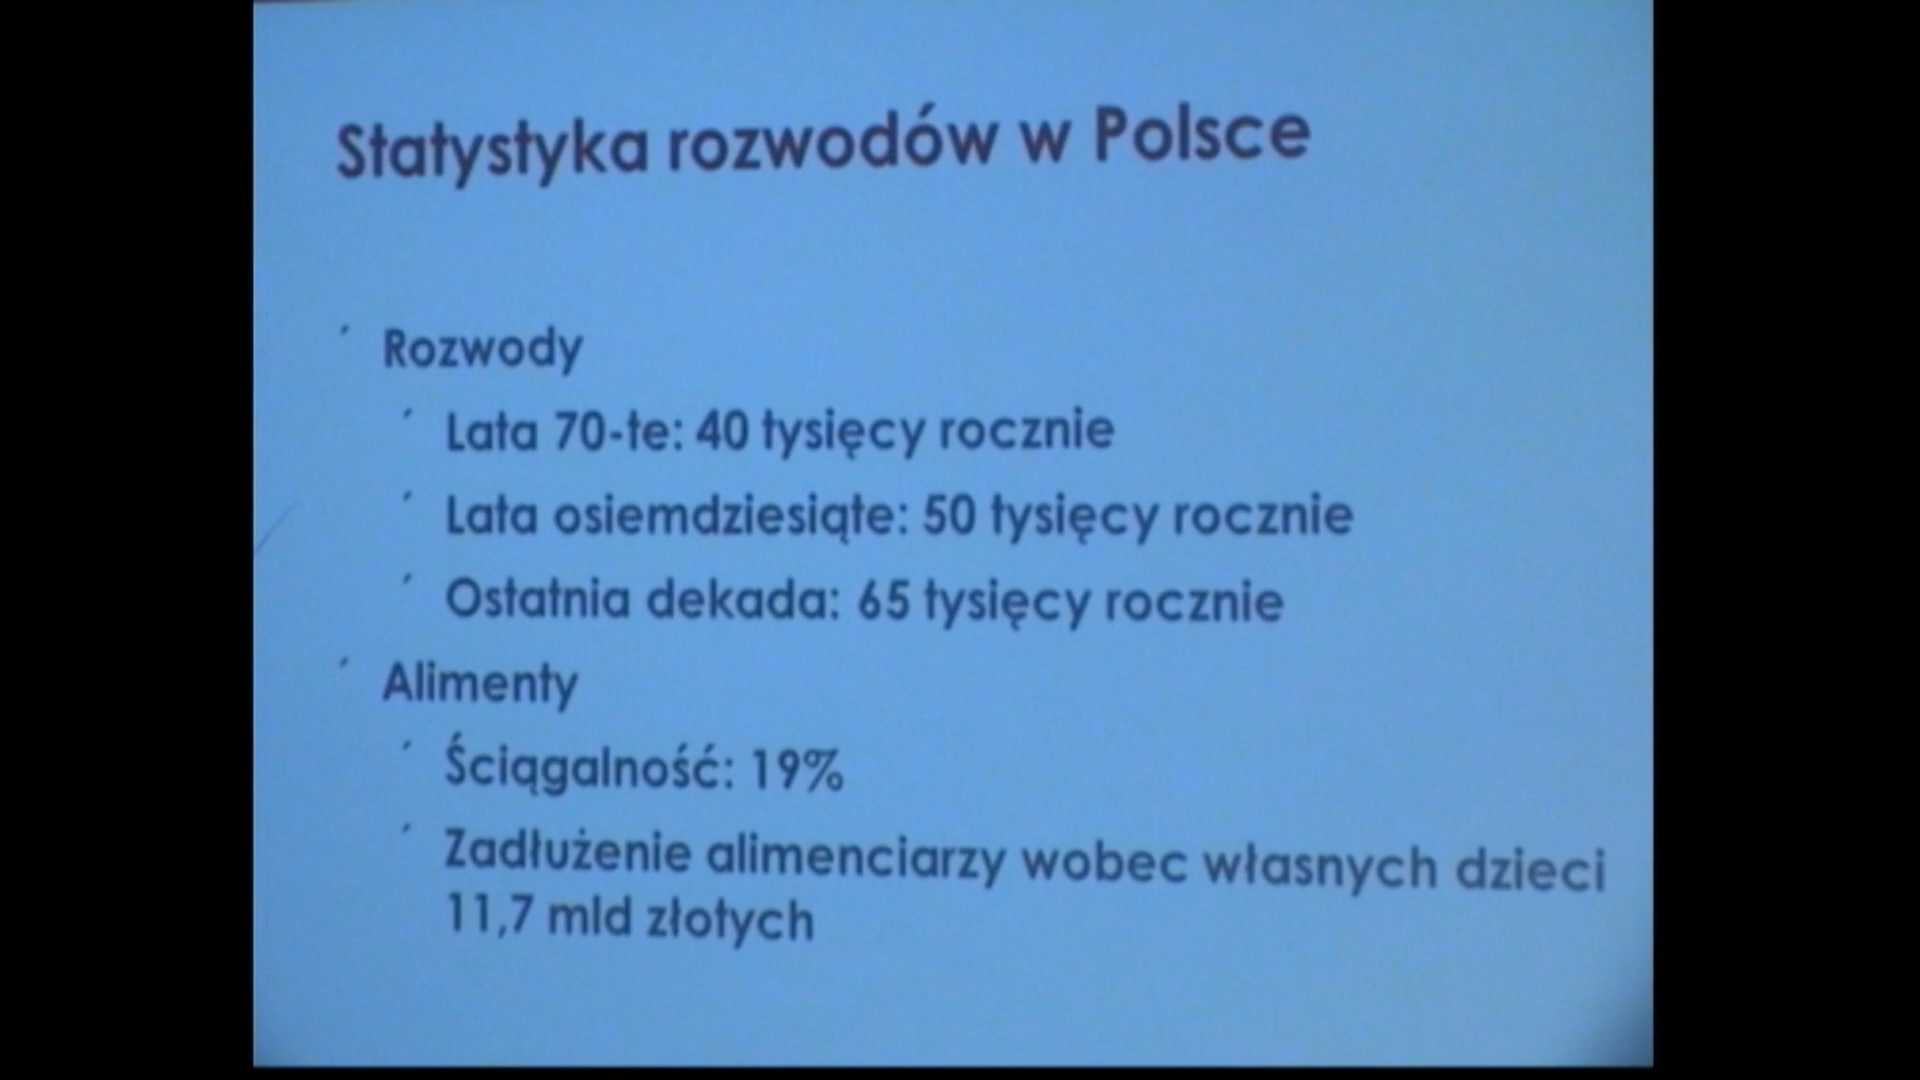 Statystyka rozwodów w Polsce
Rozwody
Lata 70-te: 40 tysięcy rocznie
Lata osiemdziesiąte: 50 tysięcy rocznie
Ostatnia dekada: 65 tysięcy rocznie
Alimenty
Ściągalność: 19%
Zadłużenie alimenciarzy wobec własnych dzieci
11,7 mld złotych